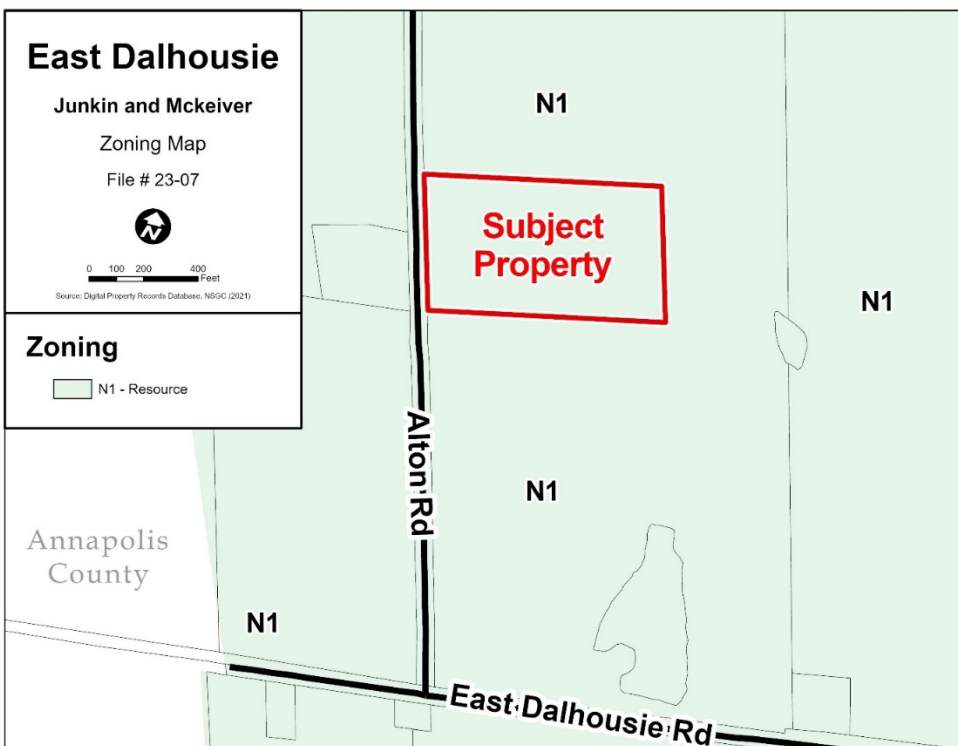 East Dalhousie
Junkin and Mckeiver
Zoning Map
File # 23-07
N
0 100 200 400
Feet
Source: Digital Property Records Database, NSGC (2021)
Zoning
N1 - Resource
N1
Subject
Property
N1
Alton Rd
N1
Annapolis
County
N1
East Dalhousie Rd